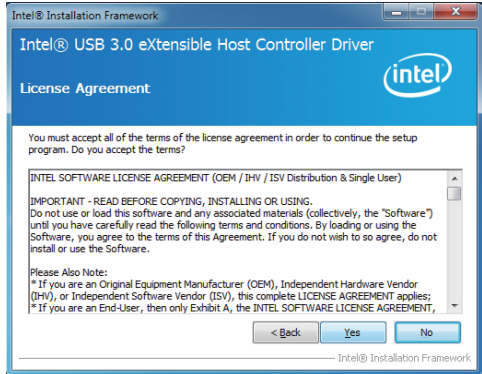 Intel® Installation Framework
Intel® USB 3.0 eXtensible Host Controller Driver
intel
License Agreement
You must accept all of the terms of the license agreement in order to continue the setup
program. Do you accept the terms?
INTEL SOFTWARE LICENSE AGREEMENT (OEM / IHV / ISV Distribution & Single User)
IMPORTANT - READ BEFORE COPYING, INSTALLING OR USING.
Do not use or load this software and any associated materials (collectively, the "Software")
until you have carefully read the following terms and conditions. By loading or using the
Software, you agree to the terms of this Agreement. If you do not wish to so agree, do not
install or use the Software.
Please Also Note:
* If you are an Original Equipment Manufacturer (OEM), Independent Hardware Vendor
(IHV), or Independent Software Vendor (ISV), this complete LICENSE AGREEMENT applies;
* If you are an End-User, then only Exhibit A, the INTEL SOFTWARE LICENSE AGREEMENT,
< Back Yes No
Intel® Installation Framework